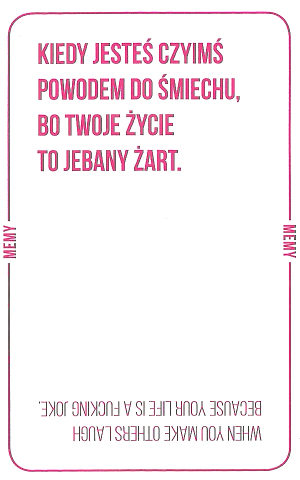 KIEDY JESTEŚ CZYIMŚ
POWODEM DO ŚMIECHU,
BO TWOJE ŻYCIE
TO JEBANY ŻART.
MEMY
MEMY
WHEN YOU MAKE OTHERS LAUGH
BECAUSE YOUR LIFE IS A FUCKING JOKE.